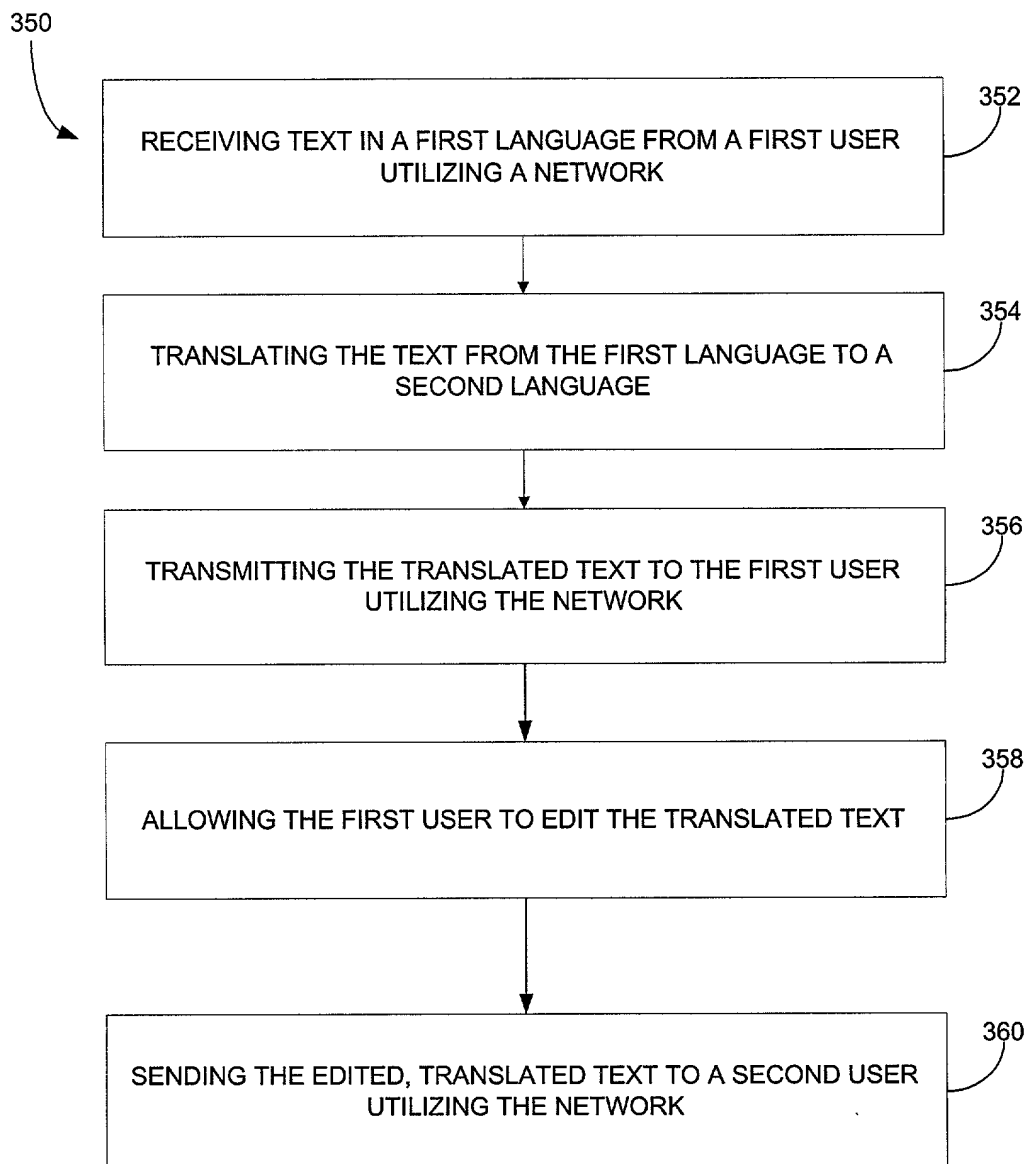 350
352
RECEIVING TEXT IN A FIRST LANGUAGE FROM A FIRST USER
UTILIZING A NETWORK
354
TRANSLATING THE TEXT FROM THE FIRST LANGUAGE TO A
SECOND LANGUAGE
356
TRANSMITTING THE TRANSLATED TEXT TO THE FIRST USER
UTILIZING THE NETWORK
358
ALLOWING THE FIRST USER TO EDIT THE TRANSLATED TEXT
360
SENDING THE EDITED, TRANSLATED TEXT TO A SECOND USER
UTILIZING THE NETWORK